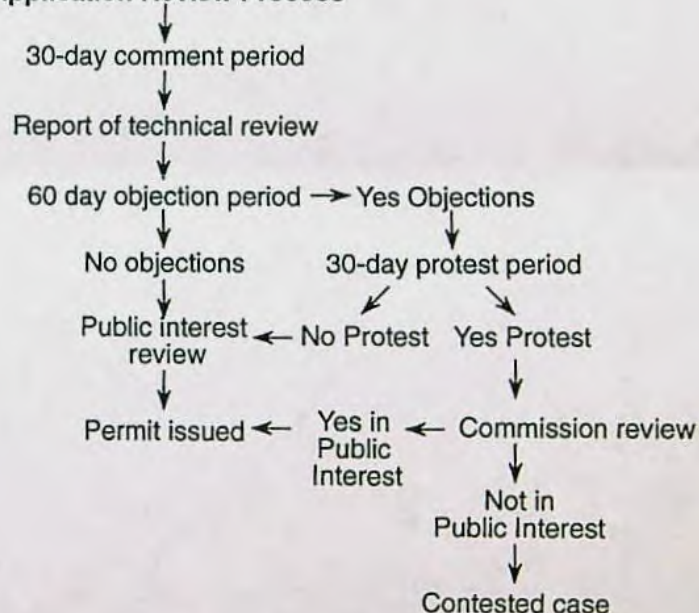 30-day comment period
Report of technical review
60 day objection period
Yes Objections
No objections
30-day protest period
Public interest
review
No Protest
Yes Protest
Permit issued
Yes in
Public
Interest
Commission review
Not in
Public Interest
Contested case